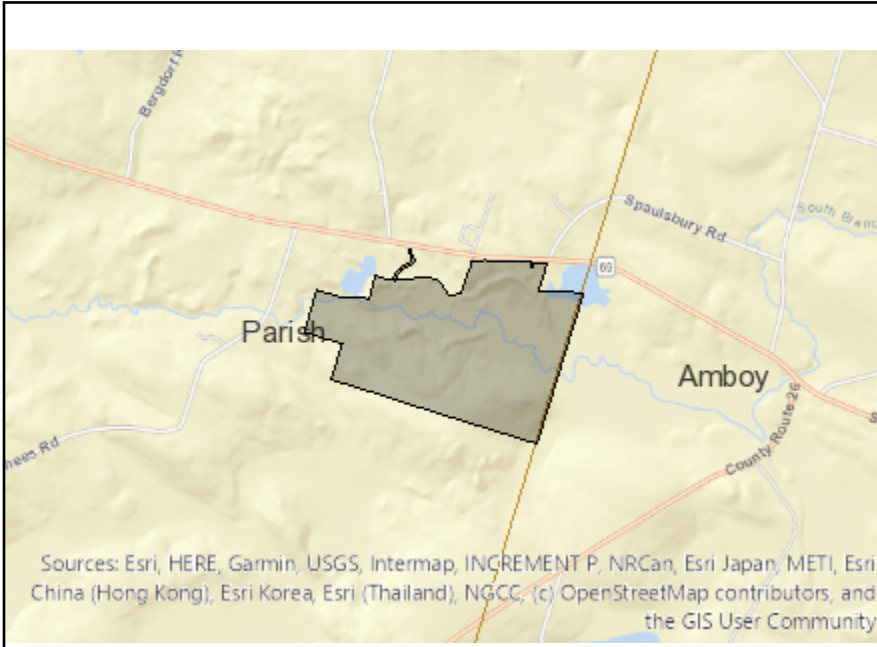 Bergdorf R
Spaulsbury Rd
South Branc
69
Parish
Amboy
County Route 26
hees Rd
S
Sources: Esri, HERE, Garmin, USGS, Intermap, INCREMENT P, NRCan, Esri Japan, METI, Esri
China (Hong Kong), Esri Korea, Esri (Thailand), NGCC, (c) OpenStreetMap contributors, and
the GIS User Community